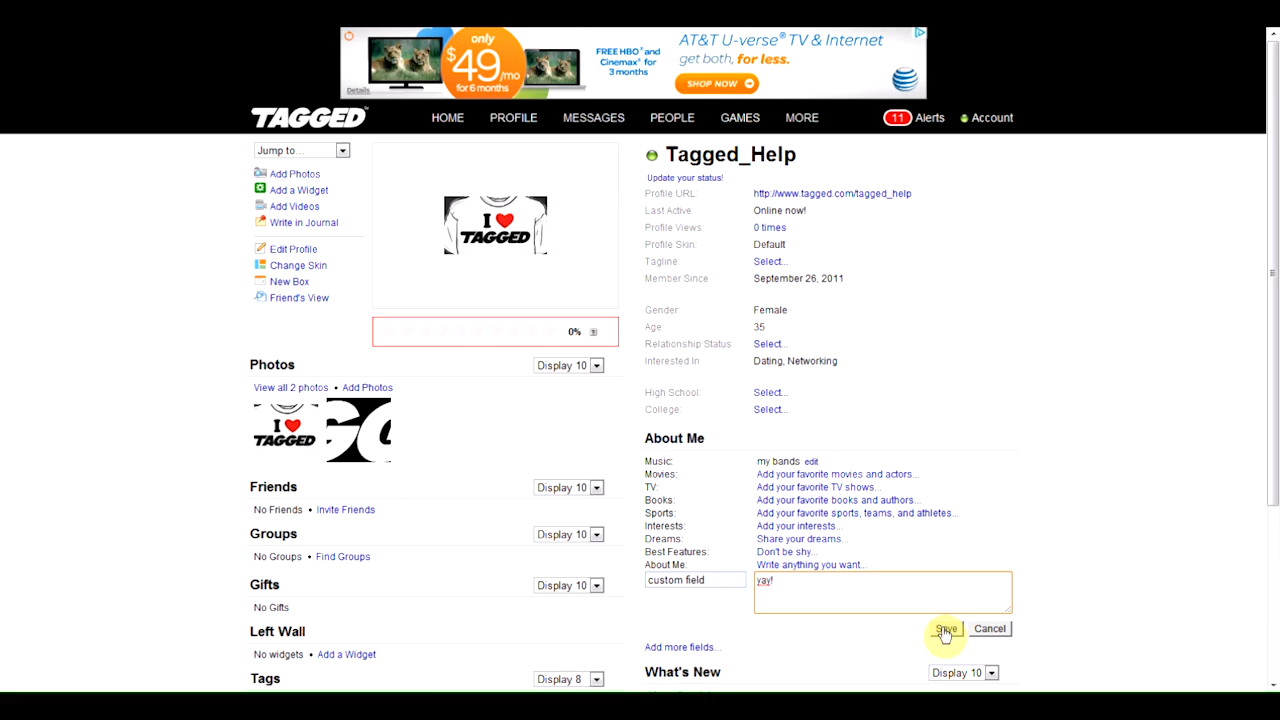 only
$49/mo
for 6 months
Details
FREE HBO® and
Cinemax® for
3 months
AT&T U-verse® TV & Internet
get both, for less.
SHOP NOW
TAGGED™
HOME PROFILE MESSAGES PEOPLE GAMES MORE 11 Alerts Account
Jump to...
Add Photos
Add a Widget
Add Videos
Write in Journal
Edit Profile
Change Skin
New Box
Friend's View
I ♥
TAGGED
0% ?
Photos Display 10
View all 2 photos • Add Photos
I ♥
TAGGED
Friends Display 10
No Friends • Invite Friends
Groups Display 10
No Groups • Find Groups
Gifts Display 10
No Gifts
Left Wall
No widgets • Add a Widget
Tags Display 8
Tagged_Help
Update your status!
Profile URL: http://www.tagged.com/tagged_help
Last Active Online now!
Profile Views: 0 times
Profile Skin: Default
Tagline: Select...
Member Since September 26, 2011
Gender: Female
Age 35
Relationship Status Select...
Interested In: Dating, Networking
High School: Select...
College: Select...
About Me
Music: my bands edit
Movies: Add your favorite movies and actors...
TV: Add your favorite TV shows...
Books: Add your favorite books and authors...
Sports: Add your favorite sports, teams, and athletes...
Interests: Add your interests...
Dreams: Share your dreams...
Best Features: Don't be shy...
About Me: Write anything you want...
custom field yay!
Save Cancel
Add more fields...
What's New Display 10